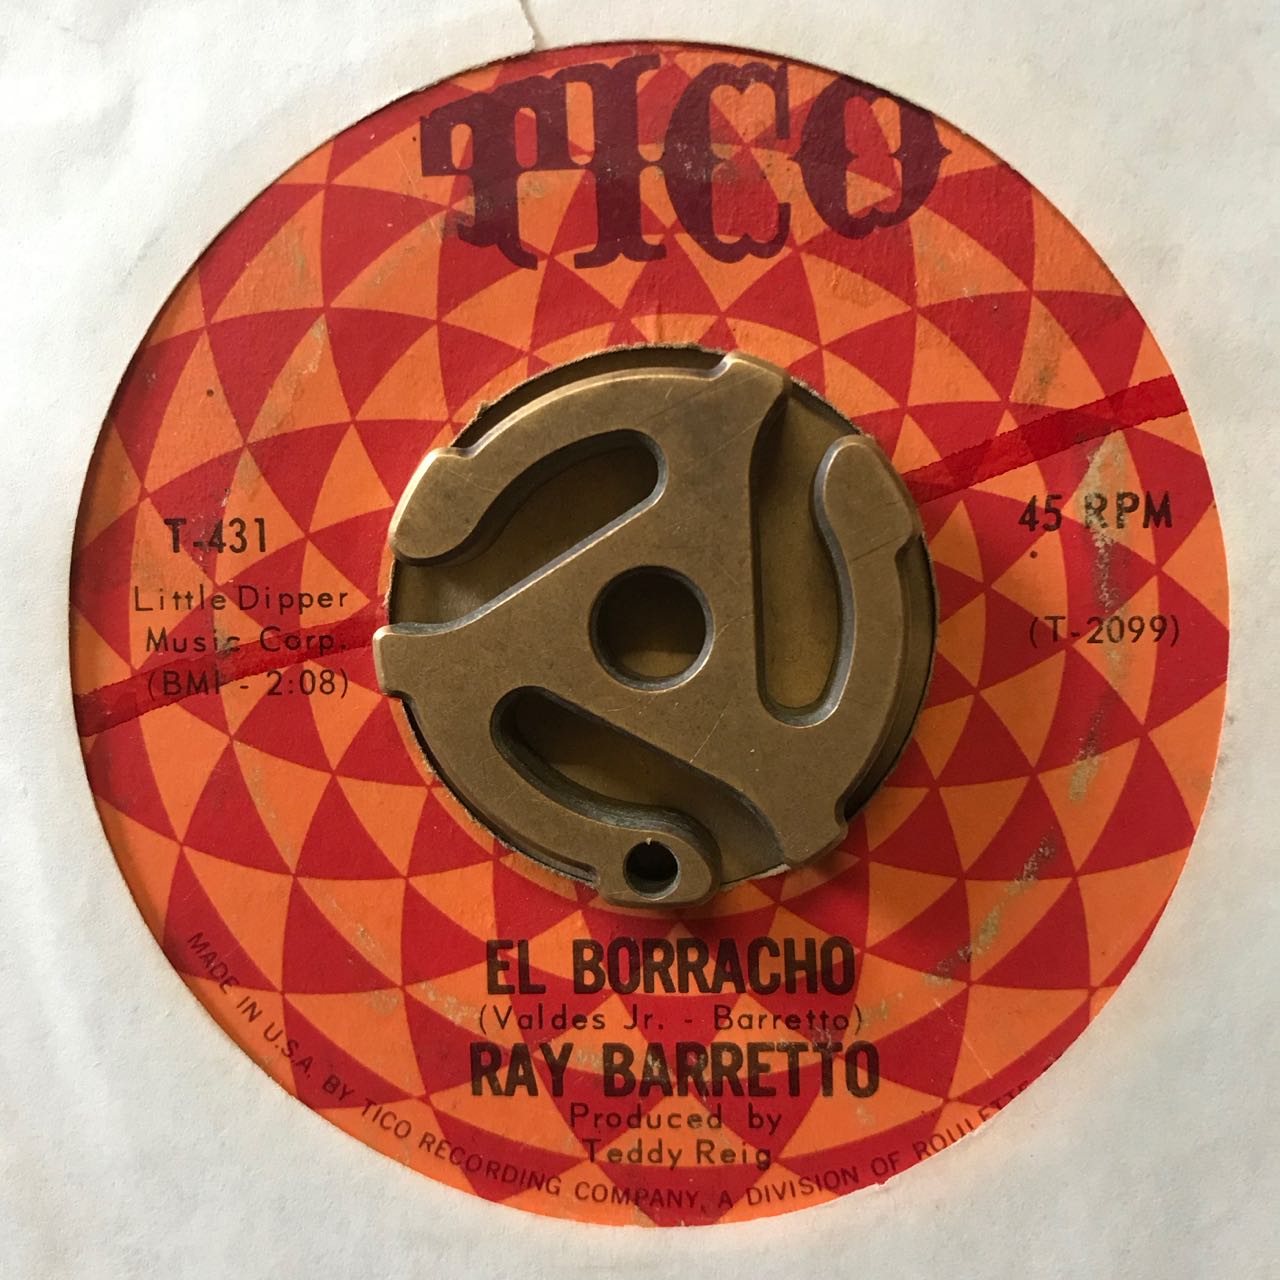 TICO
T-431
Little Dipper
Music Corp.
(BMI - 2:08)
45 RPM
(T-2099)
EL BORRACHO
(Valdes Jr. - Barretto)
RAY BARRETTO
Produced by
Teddy Reig
MADE IN U.S.A. BY TICO RECORDING COMPANY, A DIVISION OF ROULETTE